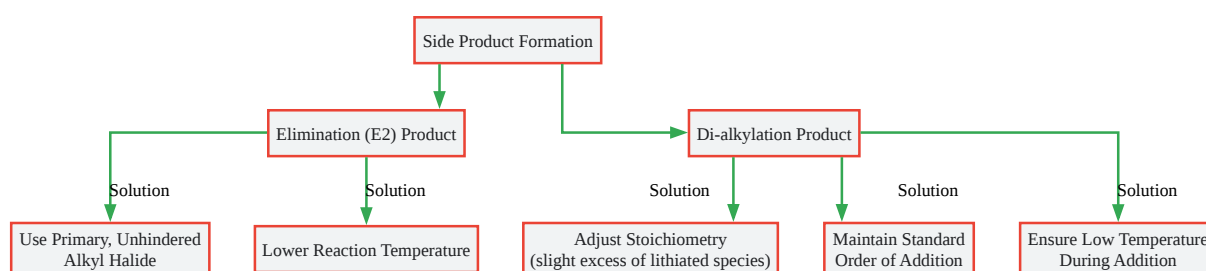 Side Product Formation
Elimination (E2) Product
Di-alkylation Product
Solution
Solution
Solution
Solution
Solution
Use Primary, Unhindered
Alkyl Halide
Lower Reaction Temperature
Adjust Stoichiometry
(slight excess of lithiated species)
Maintain Standard
Order of Addition
Ensure Low Temperature
During Addition